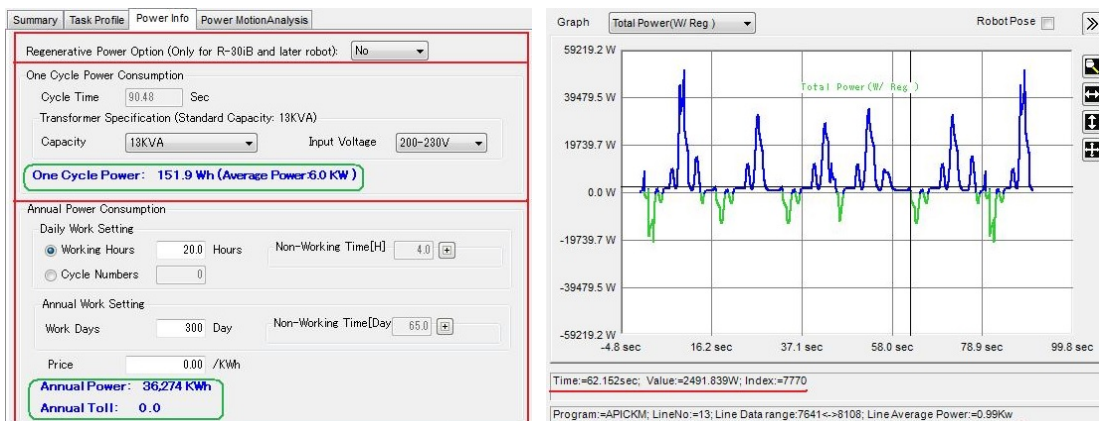 Summary Task Profile Power Info Power MotionAnalysis
Regenerative Power Option (Only for R-30iB and later robot): No
One Cycle Power Consumption
Cycle Time 90.48 Sec
Transformer Specification (Standard Capacity: 13KVA)
Capacity 13KVA Input Voltage 200-230V
One Cycle Power: 151.9 Wh (Average Power:6.0 KW )
Annual Power Consumption
Daily Work Setting
Working Hours 20.0 Hours Non-Working Time[H] 4.0 +
Cycle Numbers 0
Annual Work Setting
Work Days 300 Day Non-Working Time[Day 65.0 +
Price 0.00 /KWh
Annual Power: 36,274 KWh
Annual Toll: 0.0
Graph Total Power(W/ Reg ) RobotPose
59219.2 W
Total Power(W/ Reg )
39479.5 W
19739.7 W
0.0 W
-19739.7 W
-39479.5 W
-59219.2 W
-4.8 sec 16.2 sec 37.1 sec 58.0 sec 78.9 sec 99.8 sec
Time:=62.152sec; Value:=2491.839W; Index:=7770
Program:=APICKM; LineNo:=13; Line Data range:7641<->8108; Line Average Power:=0.99Kw